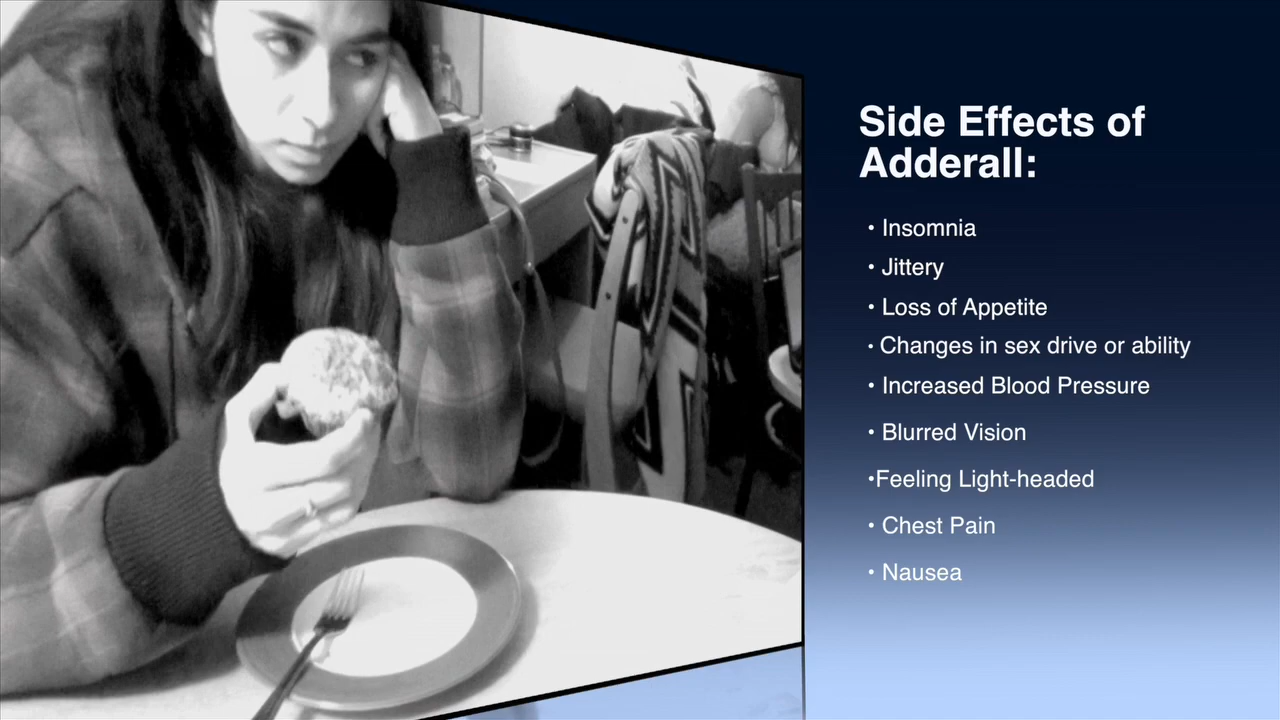 Side Effects of
Adderall:
• Insomnia
• Jittery
• Loss of Appetite
• Changes in sex drive or ability
• Increased Blood Pressure
• Blurred Vision
•Feeling Light-headed
• Chest Pain
• Nausea